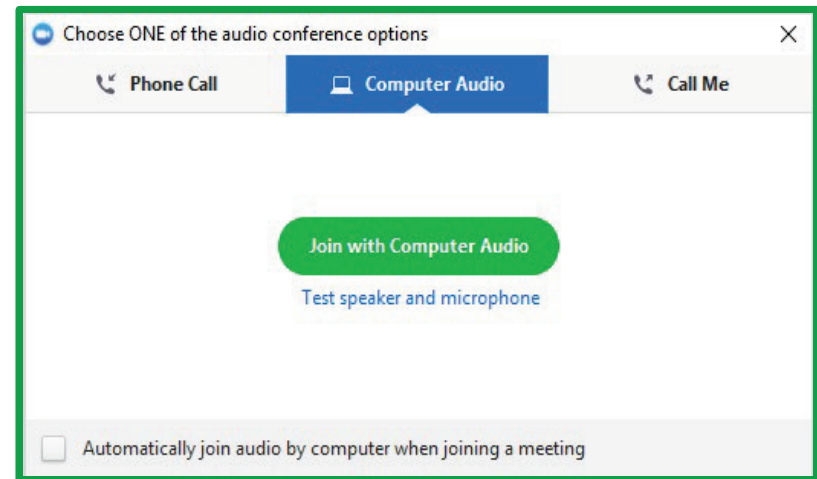 Choose ONE of the audio conference options
Phone Call
Computer Audio
Call Me
Join with Computer Audio
Test speaker and microphone
Automatically join audio by computer when joining a meeting